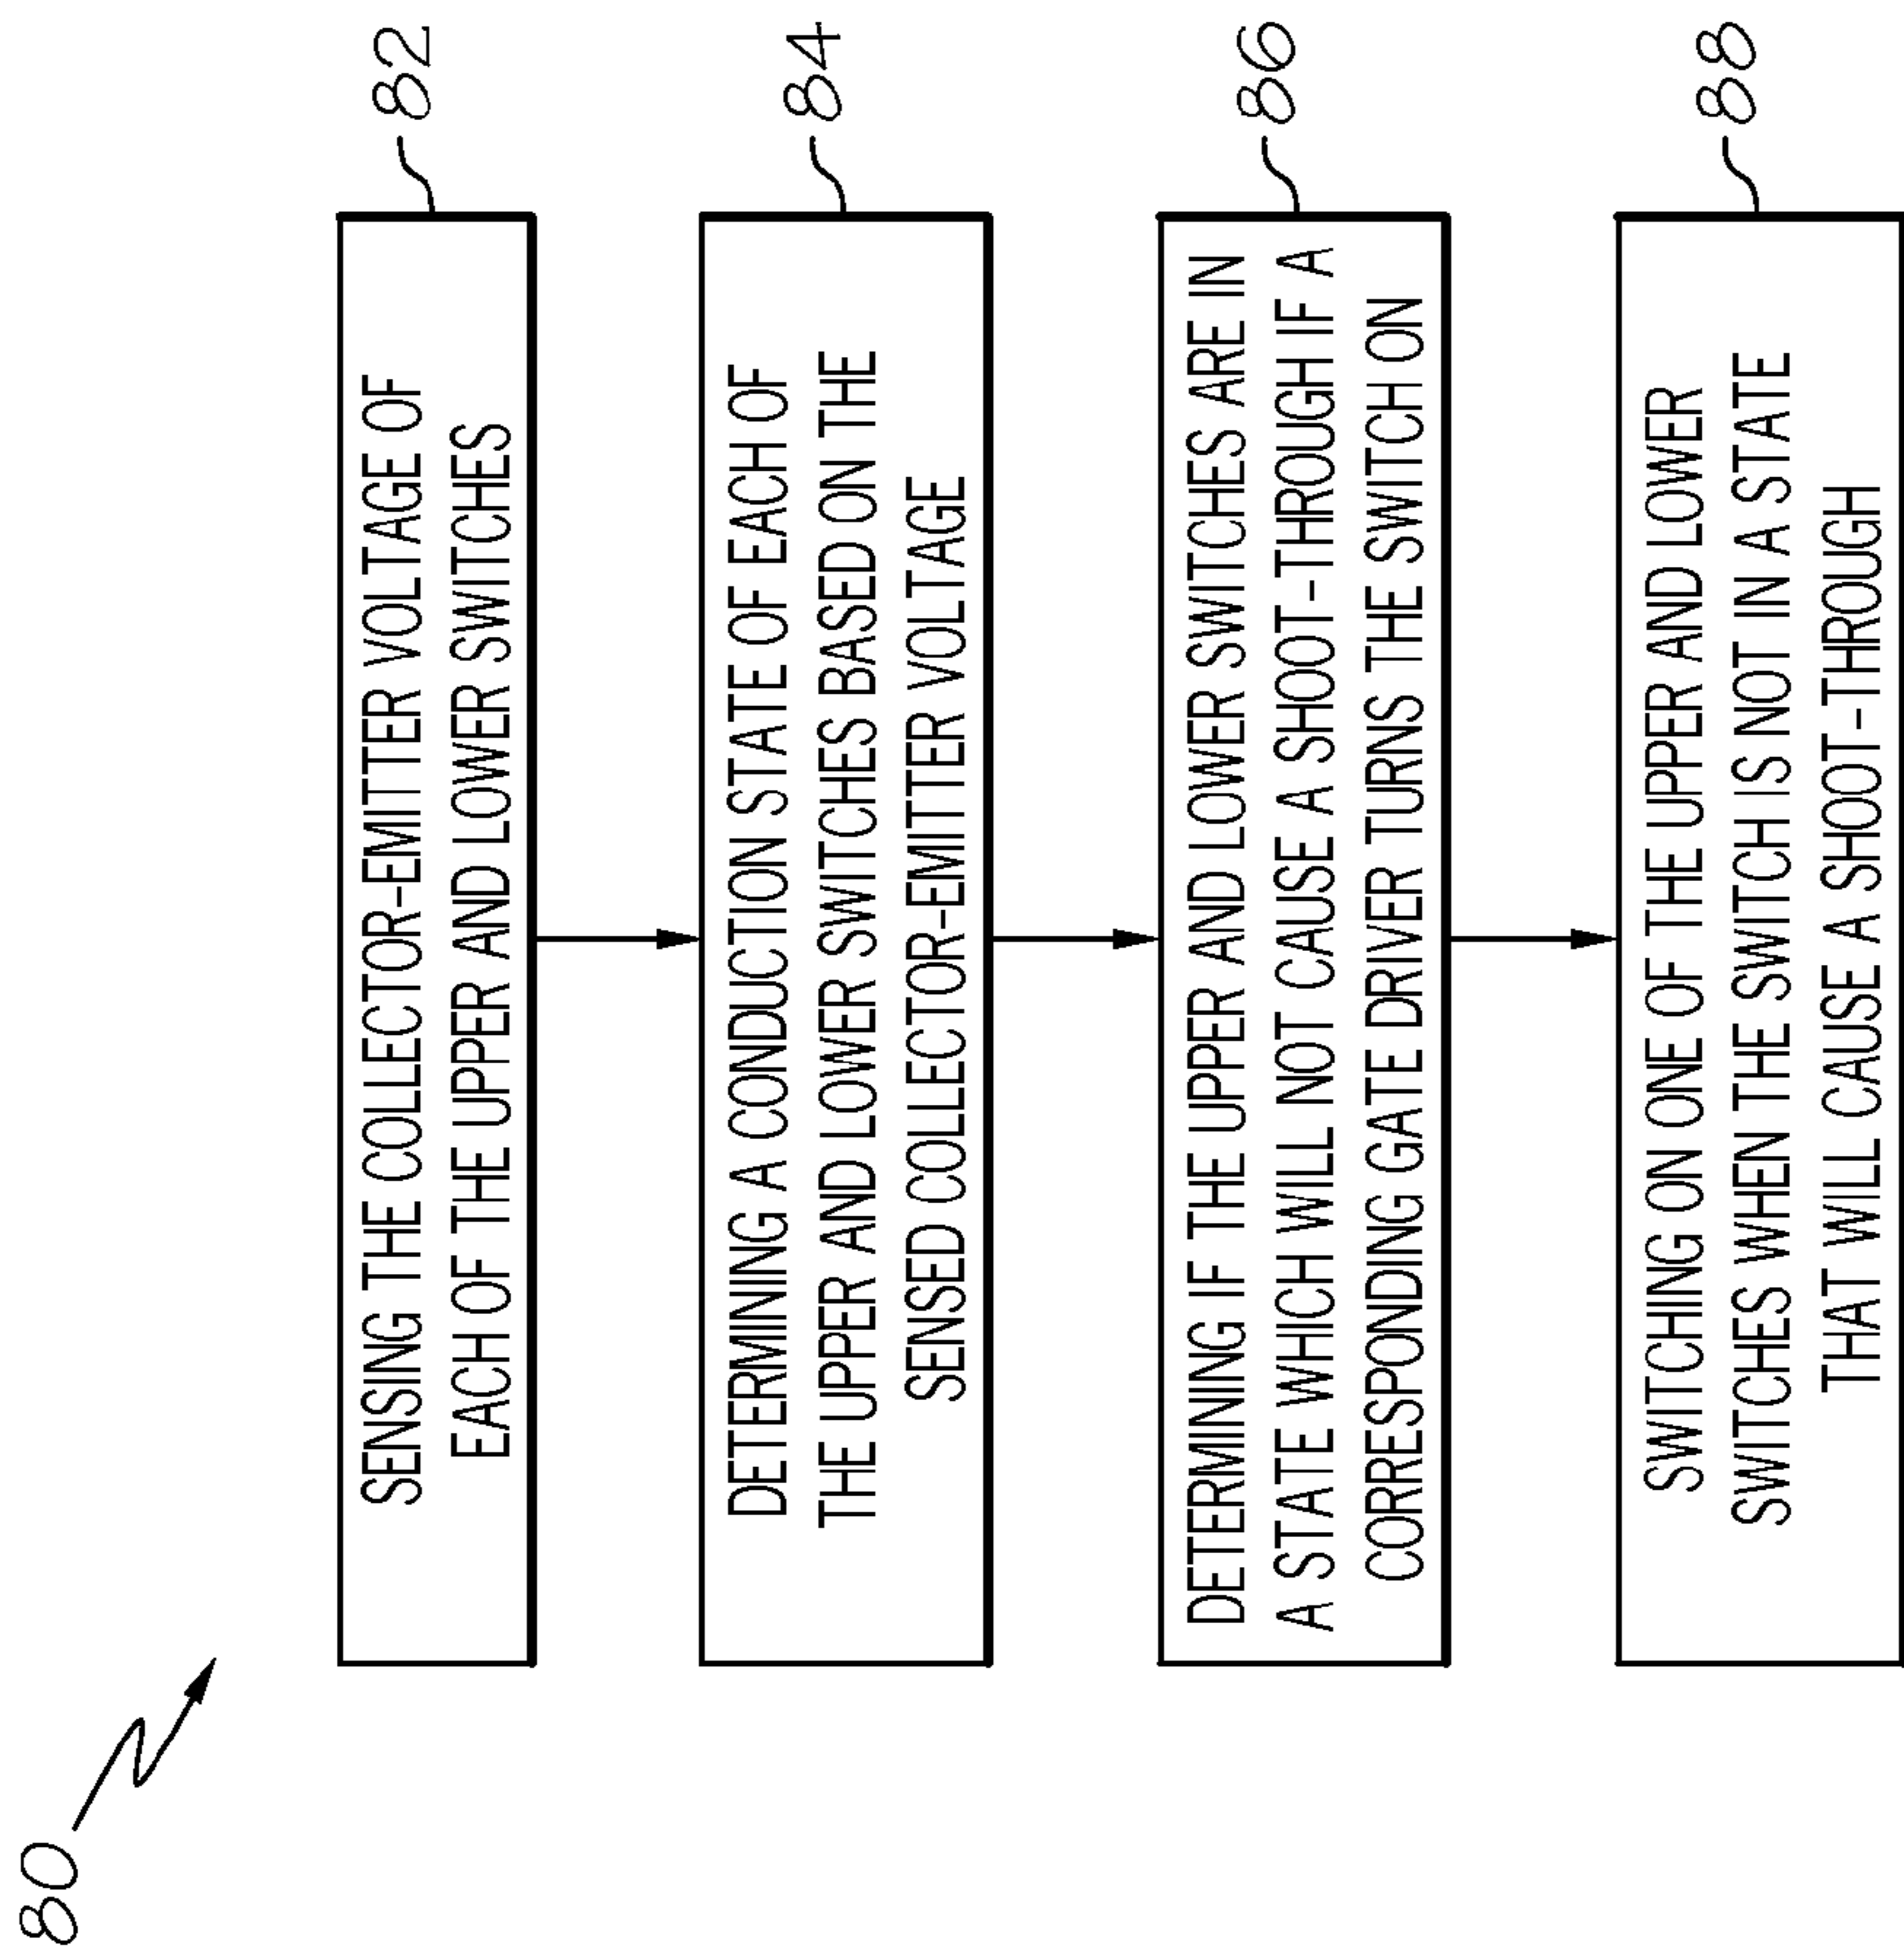 80
SENSING THE COLLECTOR-EMITTER VOLTAGE OF
EACH OF THE UPPER AND LOWER SWITCHES
82
DETERMINING A CONDUCTION STATE OF EACH OF
THE UPPER AND LOWER SWITCHES BASED ON THE
SENSED COLLECTOR-EMITTER VOLTAGE
84
DETERMINING IF THE UPPER AND LOWER SWITCHES ARE IN
A STATE WHICH WILL NOT CAUSE A SHOOT-THROUGH IF A
CORRESPONDING GATE DRIVER TURNS THE SWITCH ON
86
SWITCHING ON ONE OF THE UPPER AND LOWER
SWITCHES WHEN THE SWITCH IS NOT IN A STATE
THAT WILL CAUSE A SHOOT-THROUGH
88